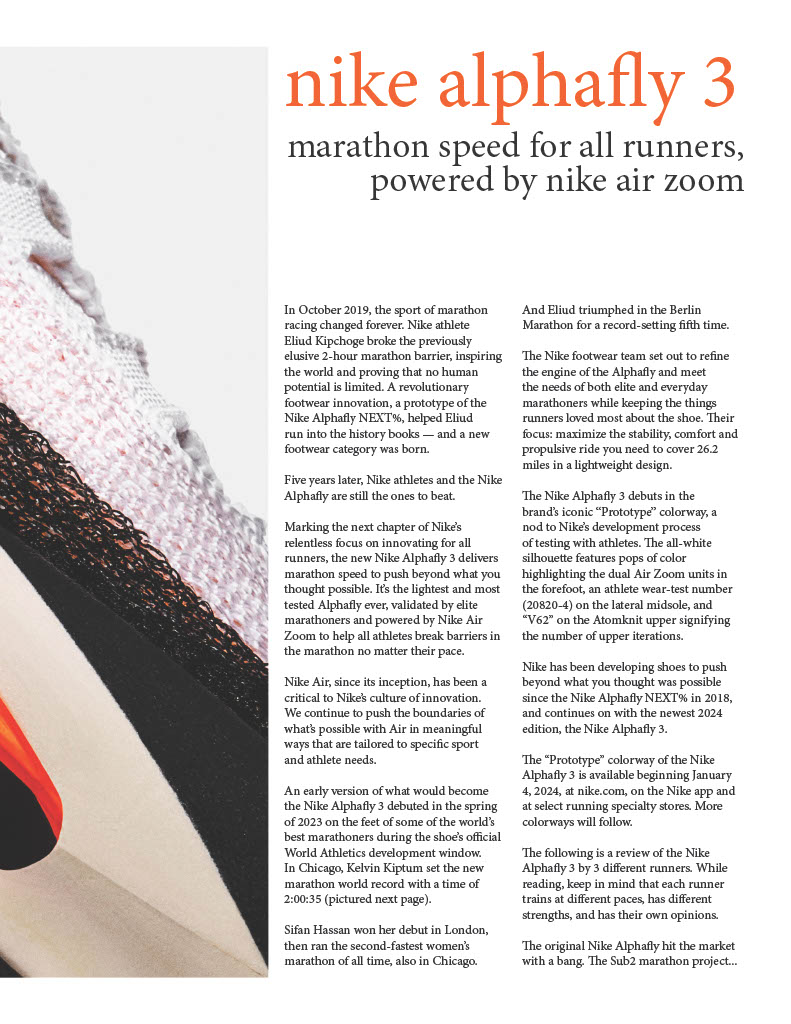 nike alphafly 3
marathon speed for all runners,
powered by nike air zoom
In October 2019, the sport of marathon
racing changed forever. Nike athlete
Eliud Kipchoge broke the previously
elusive 2-hour marathon barrier, inspiring
the world and proving that no human
potential is limited. A revolutionary
footwear innovation, a prototype of the
Nike Alphafly NEXT%, helped Eliud
run into the history books — and a new
footwear category was born.
Five years later, Nike athletes and the Nike
Alphafly are still the ones to beat.
Marking the next chapter of Nike's
relentless focus on innovating for all
runners, the new Nike Alphafly 3 delivers
marathon speed to push beyond what you
thought possible. It's the lightest and most
tested Alphafly ever, validated by elite
marathoners and powered by Nike Air
Zoom to help all athletes break barriers in
the marathon no matter their pace.
Nike Air, since its inception, has been a
critical to Nike's culture of innovation.
We continue to push the boundaries of
what's possible with Air in meaningful
ways that are tailored to specific sport
and athlete needs.
An early version of what would become
the Nike Alphafly 3 debuted in the spring
of 2023 on the feet of some of the world's
best marathoners during the shoe's official
World Athletics development window.
In Chicago, Kelvin Kiptum set the new
marathon world record with a time of
2:00:35 (pictured next page).
Sifan Hassan won her debut in London,
then ran the second-fastest women's
marathon of all time, also in Chicago.
And Eliud triumphed in the Berlin
Marathon for a record-setting fifth time.
The Nike footwear team set out to refine
the engine of the Alphafly and meet
the needs of both elite and everyday
marathoners while keeping the things
runners loved most about the shoe. Their
focus: maximize the stability, comfort and
propulsive ride you need to cover 26.2
miles in a lightweight design.
The Nike Alphafly 3 debuts in the
brand's iconic “Prototype” colorway, a
nod to Nike's development process
of testing with athletes. The all-white
silhouette features pops of color
highlighting the dual Air Zoom units in
the forefoot, an athlete wear-test number
(20820-4) on the lateral midsole, and
“V62” on the Atomknit upper signifying
the number of upper iterations.
Nike has been developing shoes to push
beyond what you thought was possible
since the Nike Alphafly NEXT% in 2018,
and continues on with the newest 2024
edition, the Nike Alphafly 3.
The “Prototype” colorway of the Nike
Alphafly 3 is available beginning January
4, 2024, at nike.com, on the Nike app and
at select running specialty stores. More
colorways will follow.
The following is a review of the Nike
Alphafly 3 by 3 different runners. While
reading, keep in mind that each runner
trains at different paces, has different
strengths, and has their own opinions.
The original Nike Alphafly hit the market
with a bang. The Sub2 marathon project...